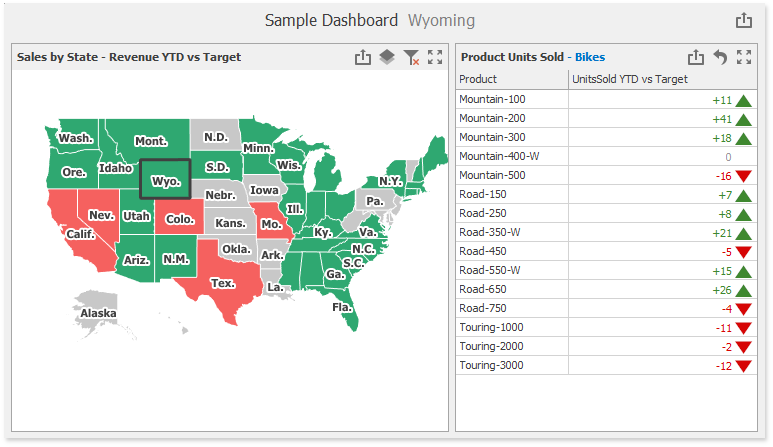 Sample Dashboard Wyoming
Sales by State - Revenue YTD vs Target
Wash.
Mont.
N.D.
Minn.
Ore.
Idaho
Wyo.
S.D.
Wis.
N.Y.
Nev.
Utah
Colo.
Nebr.
Iowa
Ill.
Pa.
Calif.
Kans.
Mo.
Ky.
Va.
Ariz.
N.M.
Okla.
Ark.
N.C.
S.C.
Tex.
La.
Ga.
Fla.
Alaska
Product Units Sold - Bikes
Product UnitsSold YTD vs Target
Mountain-100 +11
Mountain-200 +41
Mountain-300 +18
Mountain-400-W 0
Mountain-500 -16
Road-150 +7
Road-250 +8
Road-350-W +21
Road-450 -5
Road-550-W +15
Road-650 +26
Road-750 -4
Touring-1000 -11
Touring-2000 -2
Touring-3000 -12